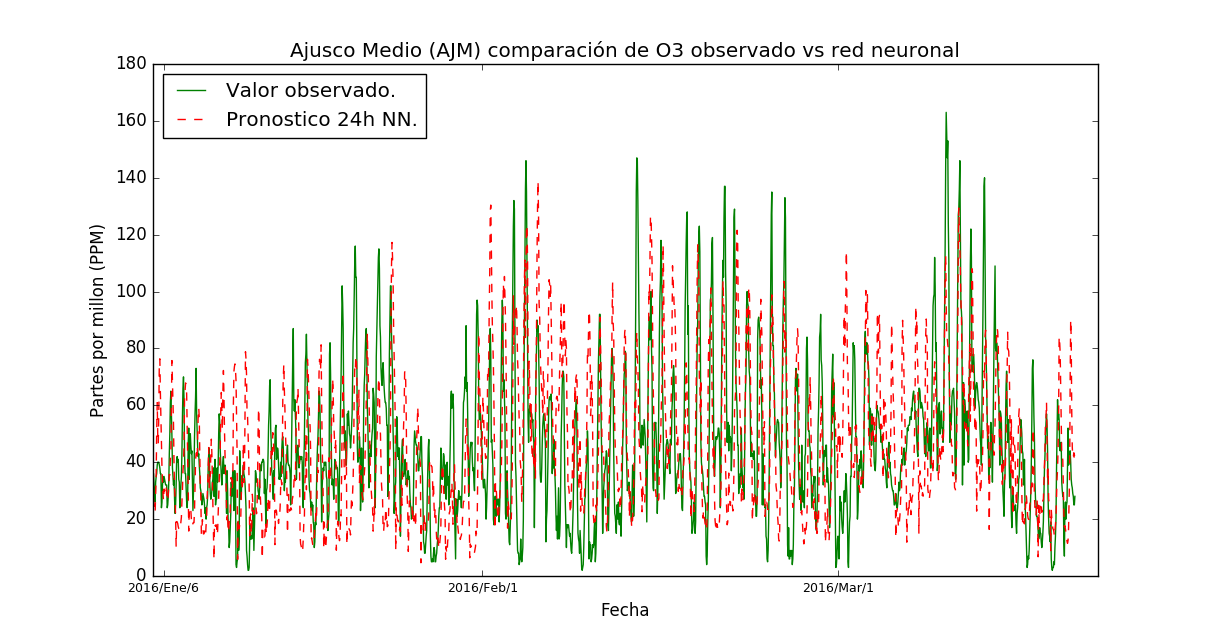 Ajusco Medio (AJM) comparación de O3 observado vs red neuronal
180
160
140
120
100
80
60
40
20
0
Partes por millon (PPM)
Valor observado.
Pronostico 24h NN.
2016/Ene/6
2016/Feb/1
2016/Mar/1
Fecha